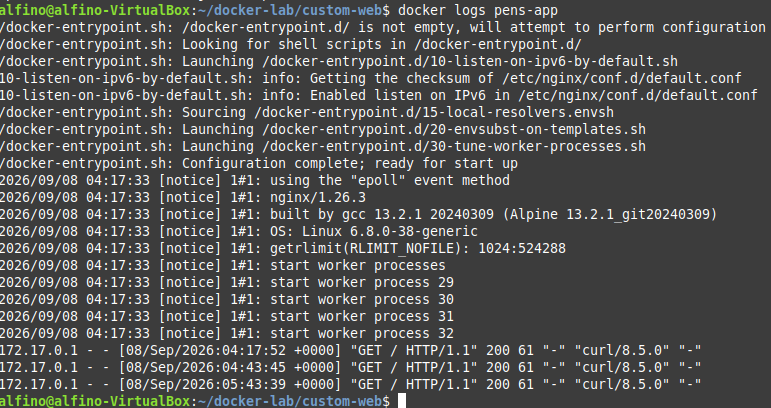 alfino@alfino-VirtualBox:~/docker-lab/custom-web$ docker logs pens-app
/docker-entrypoint.sh: /docker-entrypoint.d/ is not empty, will attempt to perform configuration
/docker-entrypoint.sh: Looking for shell scripts in /docker-entrypoint.d/
/docker-entrypoint.sh: Launching /docker-entrypoint.d/10-listen-on-ipv6-by-default.sh
10-listen-on-ipv6-by-default.sh: info: Getting the checksum of /etc/nginx/conf.d/default.conf
10-listen-on-ipv6-by-default.sh: info: Enabled listen on IPv6 in /etc/nginx/conf.d/default.conf
/docker-entrypoint.sh: Sourcing /docker-entrypoint.d/15-local-resolvers.envsh
/docker-entrypoint.sh: Launching /docker-entrypoint.d/20-envsubst-on-templates.sh
/docker-entrypoint.sh: Launching /docker-entrypoint.d/30-tune-worker-processes.sh
/docker-entrypoint.sh: Configuration complete; ready for start up
2026/09/08 04:17:33 [notice] 1#1: using the "epoll" event method
2026/09/08 04:17:33 [notice] 1#1: nginx/1.26.3
2026/09/08 04:17:33 [notice] 1#1: built by gcc 13.2.1 20240309 (Alpine 13.2.1_git20240309)
2026/09/08 04:17:33 [notice] 1#1: OS: Linux 6.8.0-38-generic
2026/09/08 04:17:33 [notice] 1#1: getrlimit(RLIMIT_NOFILE): 1024:524288
2026/09/08 04:17:33 [notice] 1#1: start worker processes
2026/09/08 04:17:33 [notice] 1#1: start worker process 29
2026/09/08 04:17:33 [notice] 1#1: start worker process 30
2026/09/08 04:17:33 [notice] 1#1: start worker process 31
2026/09/08 04:17:33 [notice] 1#1: start worker process 32
172.17.0.1 - - [08/Sep/2026:04:17:52 +0000] "GET / HTTP/1.1" 200 61 "-" "curl/8.5.0" "-"
172.17.0.1 - - [08/Sep/2026:04:43:45 +0000] "GET / HTTP/1.1" 200 61 "-" "curl/8.5.0" "-"
172.17.0.1 - - [08/Sep/2026:05:43:39 +0000] "GET / HTTP/1.1" 200 61 "-" "curl/8.5.0" "-"
alfino@alfino-VirtualBox:~/docker-lab/custom-web$